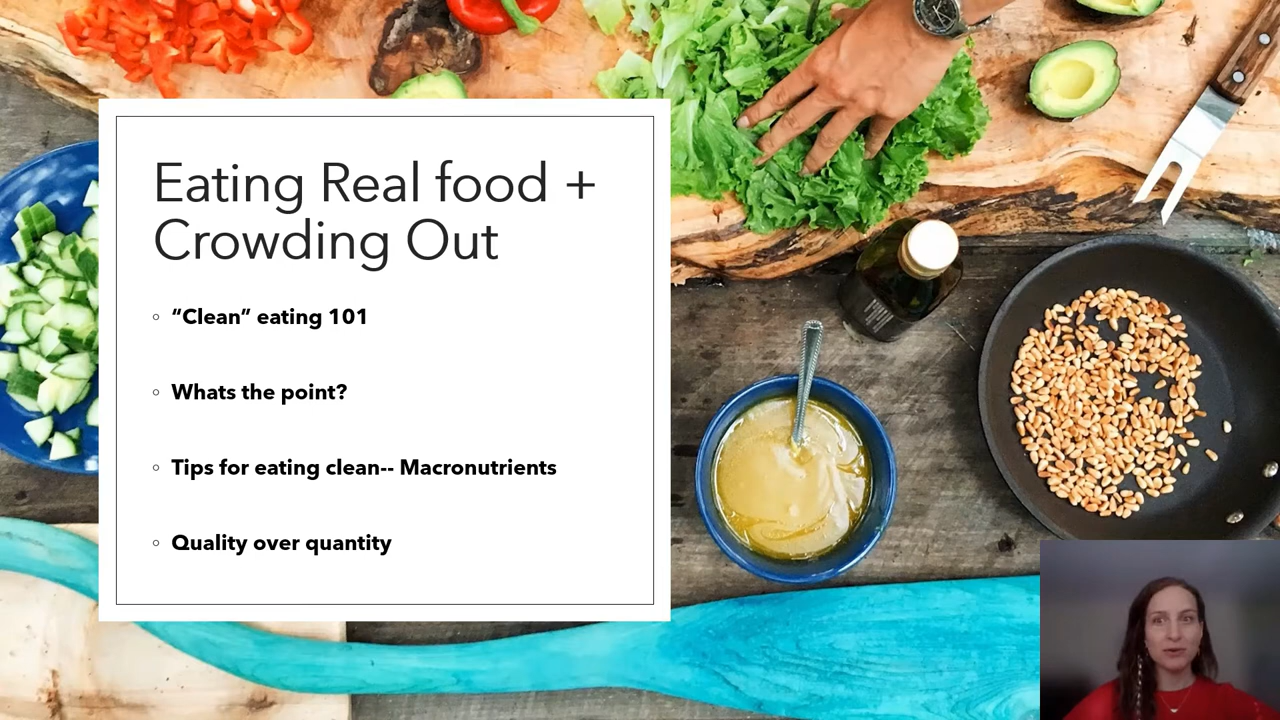 Eating Real food +
Crowding Out
“Clean” eating 101
Whats the point?
Tips for eating clean-- Macronutrients
Quality over quantity